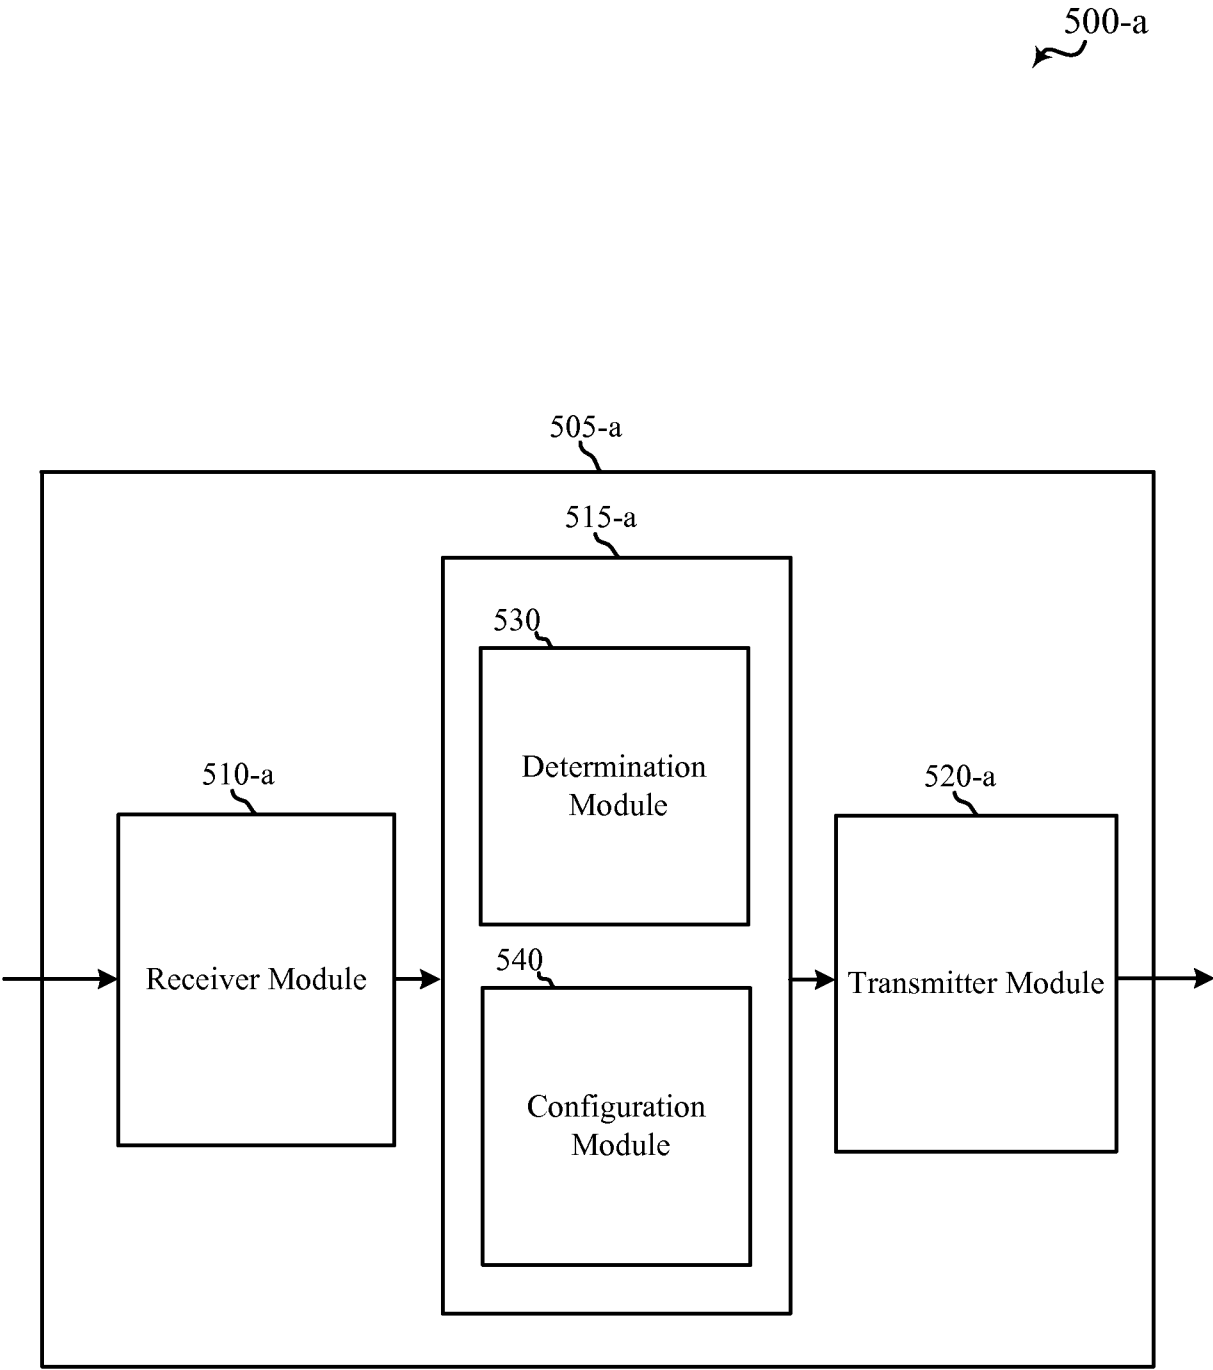 500-a
505-a
515-a
530
Determination
Module
510-a
Receiver Module
520-a
Transmitter Module
540
Configuration
Module